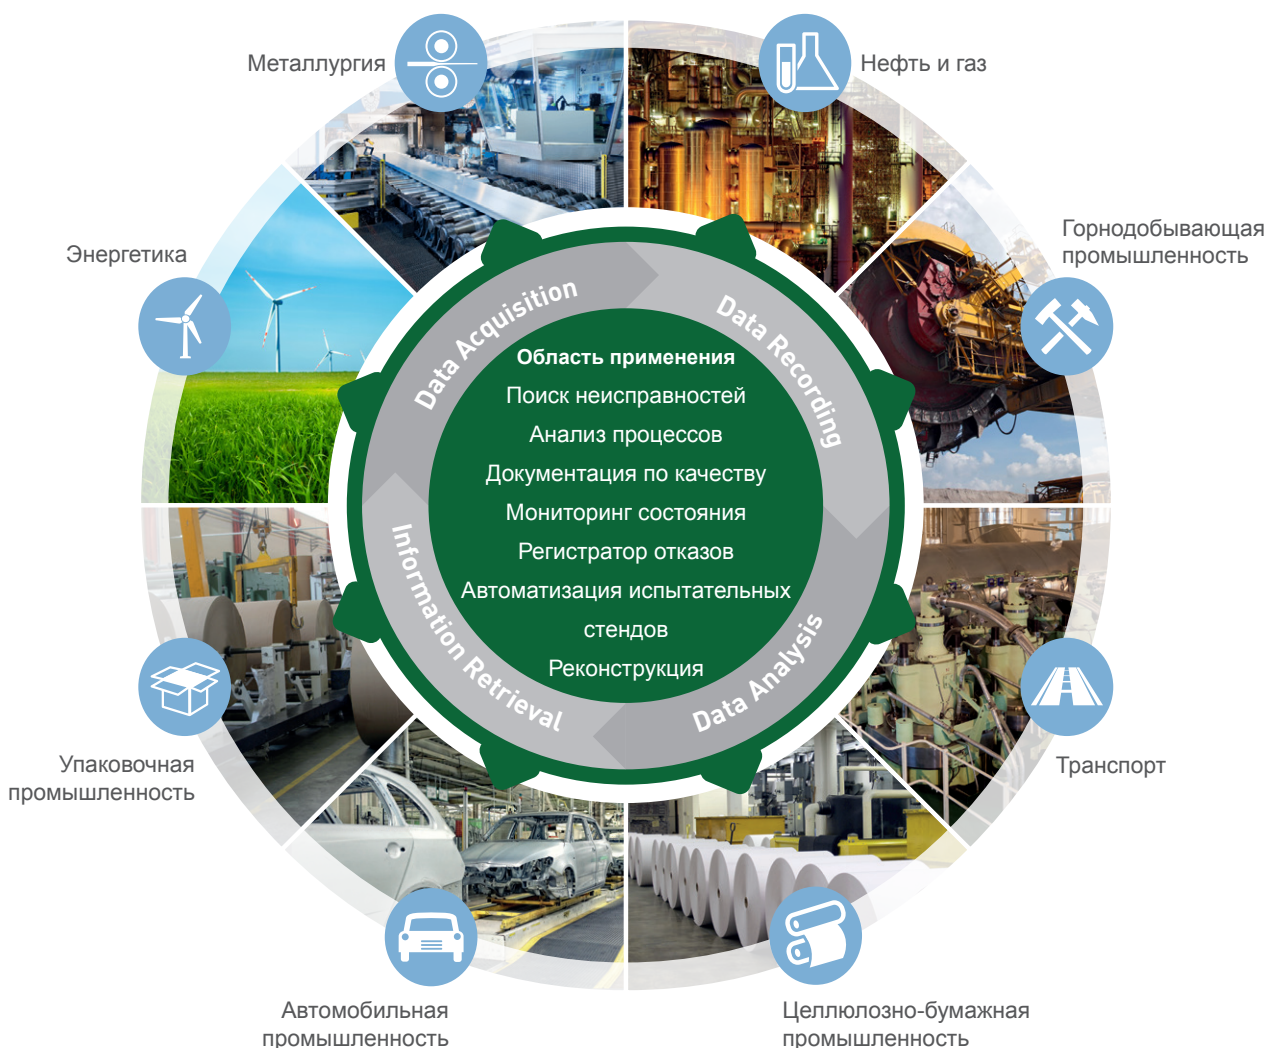 Металлургия
Нефть и газ
Энергетика
Горнодобывающая
промышленность
Data Acquisition
Data Recording
Область применения
Поиск неисправностей
Анализ процессов
Документация по качеству
Мониторинг состояния
Регистратор отказов
Автоматизация испытательных
стендов
Реконструкция
Information Retrieval
Data Analysis
Упаковочная
промышленность
Транспорт
Автомобильная
промышленность
Целлюлозно-бумажная
промышленность